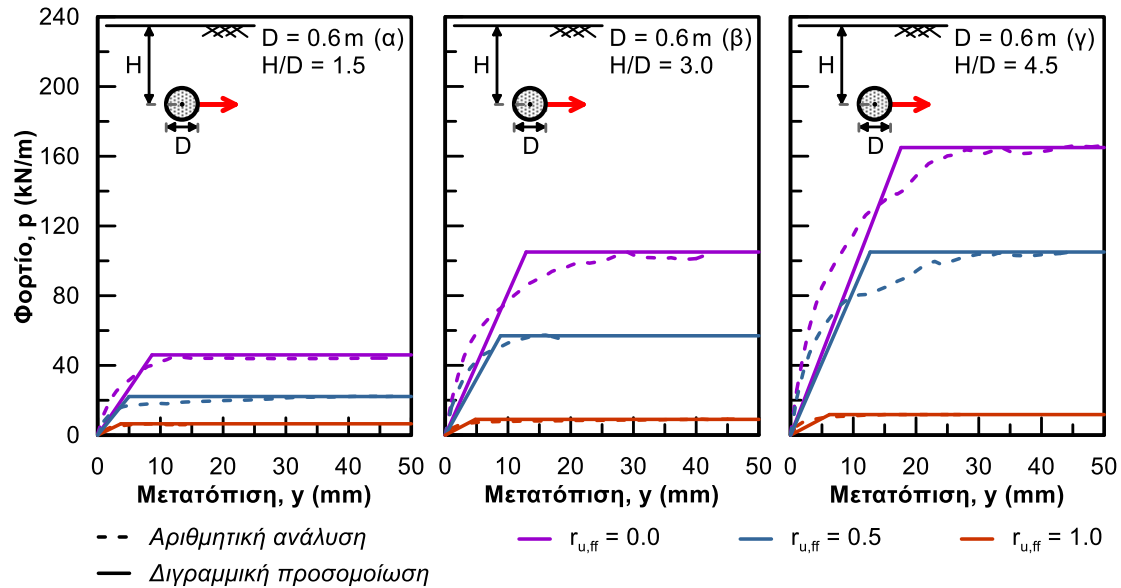 240
200
160
120
80
40
0
Φορτίο, p (kN/m)
D = 0.6 m (α)
H/D = 1.5
H
D
0 10 20 30 40 50
Μετατόπιση, y (mm)
D = 0.6 m (β)
H/D = 3.0
H
D
0 10 20 30 40 50
Μετατόπιση, y (mm)
D = 0.6 m (γ)
H/D = 4.5
H
D
0 10 20 30 40 50
Μετατόπιση, y (mm)
Αριθμητική ανάλυση
Διγραμμική προσομοίωση
r_{u,ff} = 0.0
r_{u,ff} = 0.5
r_{u,ff} = 1.0